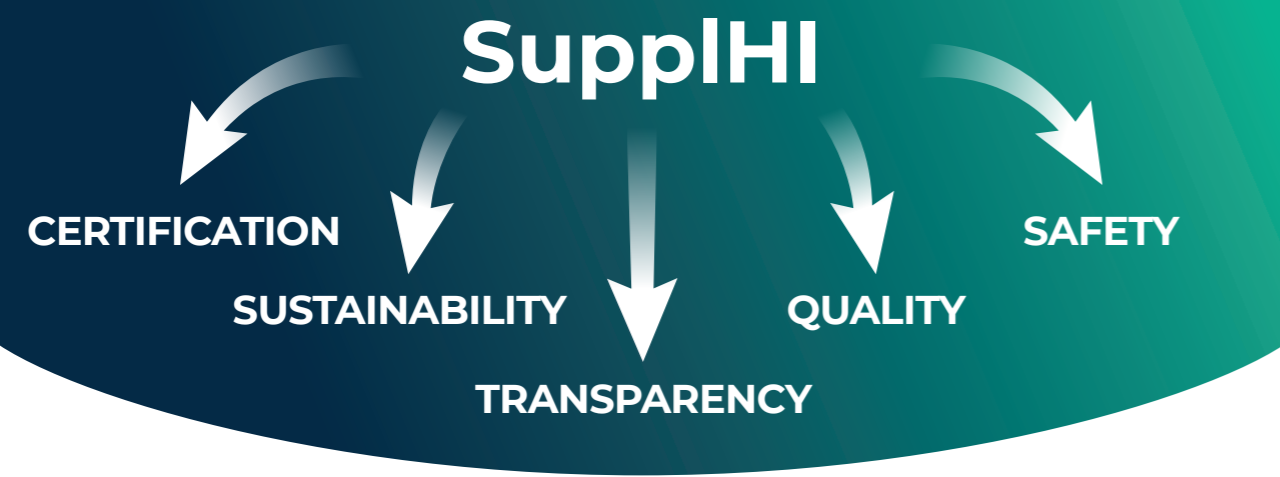 SupplHI
CERTIFICATION
SAFETY
SUSTAINABILITY
QUALITY
TRANSPARENCY